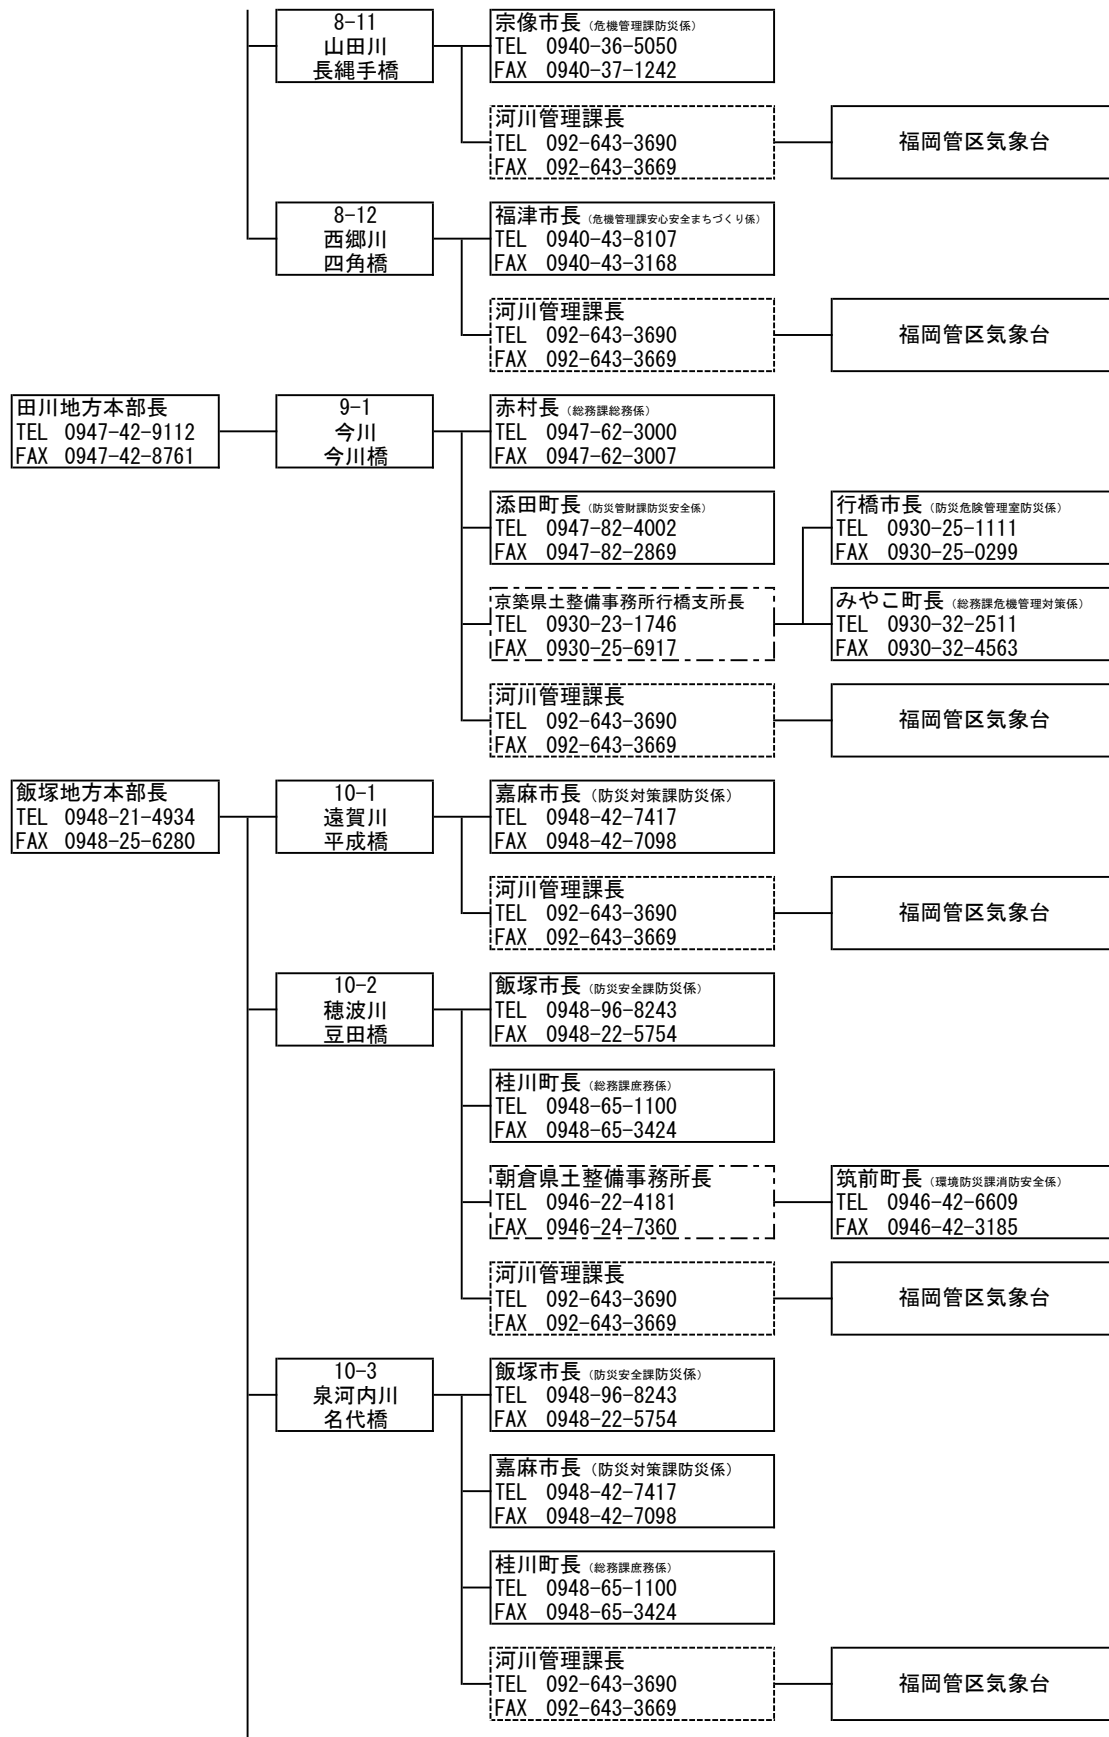 8-11
山田川
長縄手橋
宗像市長 (危機管理課防災係)
TEL 0940-36-5050
FAX 0940-37-1242
河川管理課長
TEL 092-643-3690
FAX 092-643-3669
福岡管区気象台
8-12
西郷川
四角橋
福津市長 (危機管理課安心安全まちづくり係)
TEL 0940-43-8107
FAX 0940-43-3168
河川管理課長
TEL 092-643-3690
FAX 092-643-3669
福岡管区気象台
田川地方本部長
TEL 0947-42-9112
FAX 0947-42-8761
9-1
今川
今川橋
赤村長 (総務課総務係)
TEL 0947-62-3000
FAX 0947-62-3007
添田町長 (防災管財課防災安全係)
TEL 0947-82-4002
FAX 0947-82-2869
行橋市長 (防災危険管理室防災係)
TEL 0930-25-1111
FAX 0930-25-0299
京築県土整備事務所行橋支所長
TEL 0930-23-1746
FAX 0930-25-6917
みやこ町長 (総務課危機管理対策係)
TEL 0930-32-2511
FAX 0930-32-4563
河川管理課長
TEL 092-643-3690
FAX 092-643-3669
福岡管区気象台
飯塚地方本部長
TEL 0948-21-4934
FAX 0948-25-6280
10-1
遠賀川
平成橋
嘉麻市長 (防災対策課防災係)
TEL 0948-42-7417
FAX 0948-42-7098
河川管理課長
TEL 092-643-3690
FAX 092-643-3669
福岡管区気象台
10-2
穂波川
豆田橋
飯塚市長 (防災安全課防災係)
TEL 0948-96-8243
FAX 0948-22-5754
桂川町長 (総務課庶務係)
TEL 0948-65-1100
FAX 0948-65-3424
朝倉県土整備事務所長
TEL 0946-22-4181
FAX 0946-24-7360
筑前町長 (環境防災課消防安全係)
TEL 0946-42-6609
FAX 0946-42-3185
河川管理課長
TEL 092-643-3690
FAX 092-643-3669
福岡管区気象台
10-3
泉河内川
名代橋
飯塚市長 (防災安全課防災係)
TEL 0948-96-8243
FAX 0948-22-5754
嘉麻市長 (防災対策課防災係)
TEL 0948-42-7417
FAX 0948-42-7098
桂川町長 (総務課庶務係)
TEL 0948-65-1100
FAX 0948-65-3424
河川管理課長
TEL 092-643-3690
FAX 092-643-3669
福岡管区気象台